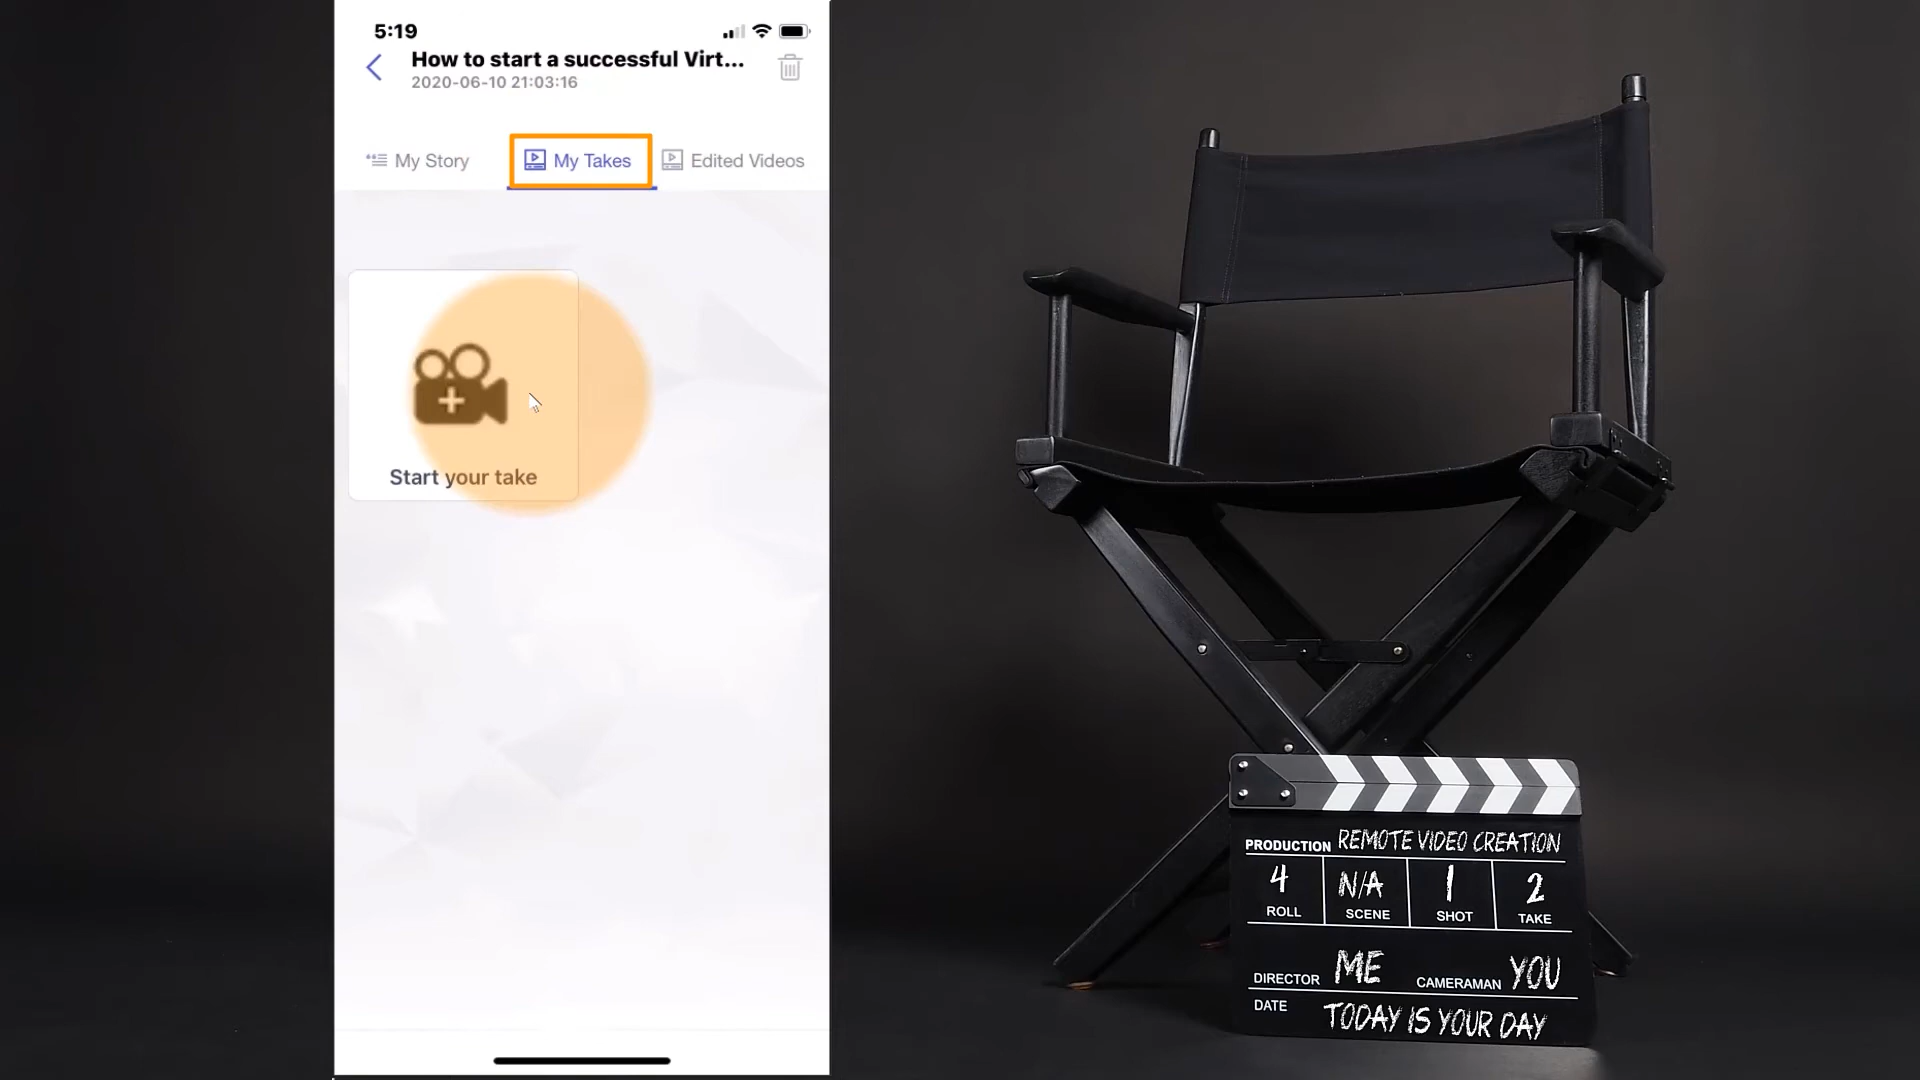 5:19
How to start a successful Virt...
2020-06-10 21:03:16
My Story
My Takes
Edited Videos
Start your take
PRODUCTION REMOTE VIDEO CREATION
4 N/A 1 2
ROLL SCENE SHOT TAKE
DIRECTOR ME CAMERAMAN YOU
DATE TODAY IS YOUR DAY